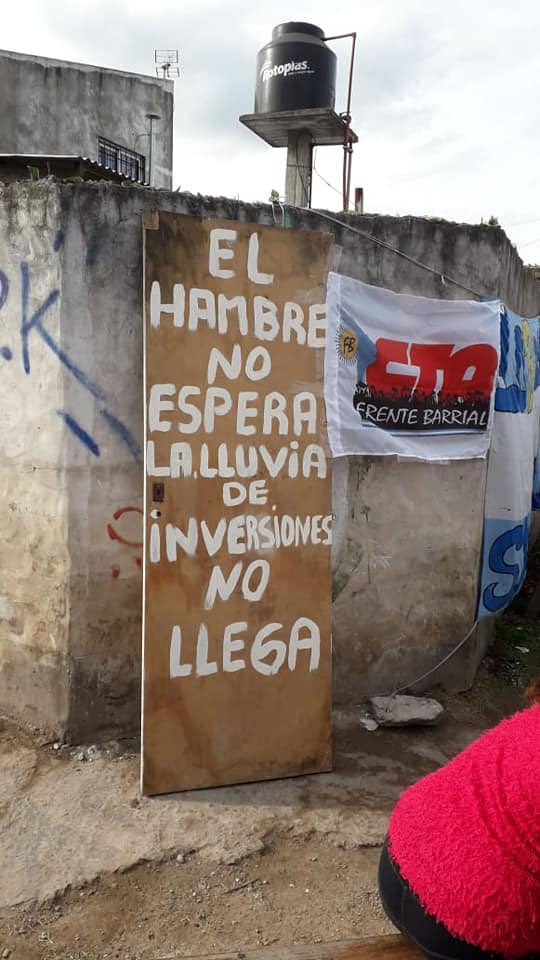 Rotoplas
EL
HAMBRE
NO
ESPERA
LA LLUVIA
DE
INVERSIONES
NO
LLEGA
FB
CTA
FRENTE BARRIAL
P.K